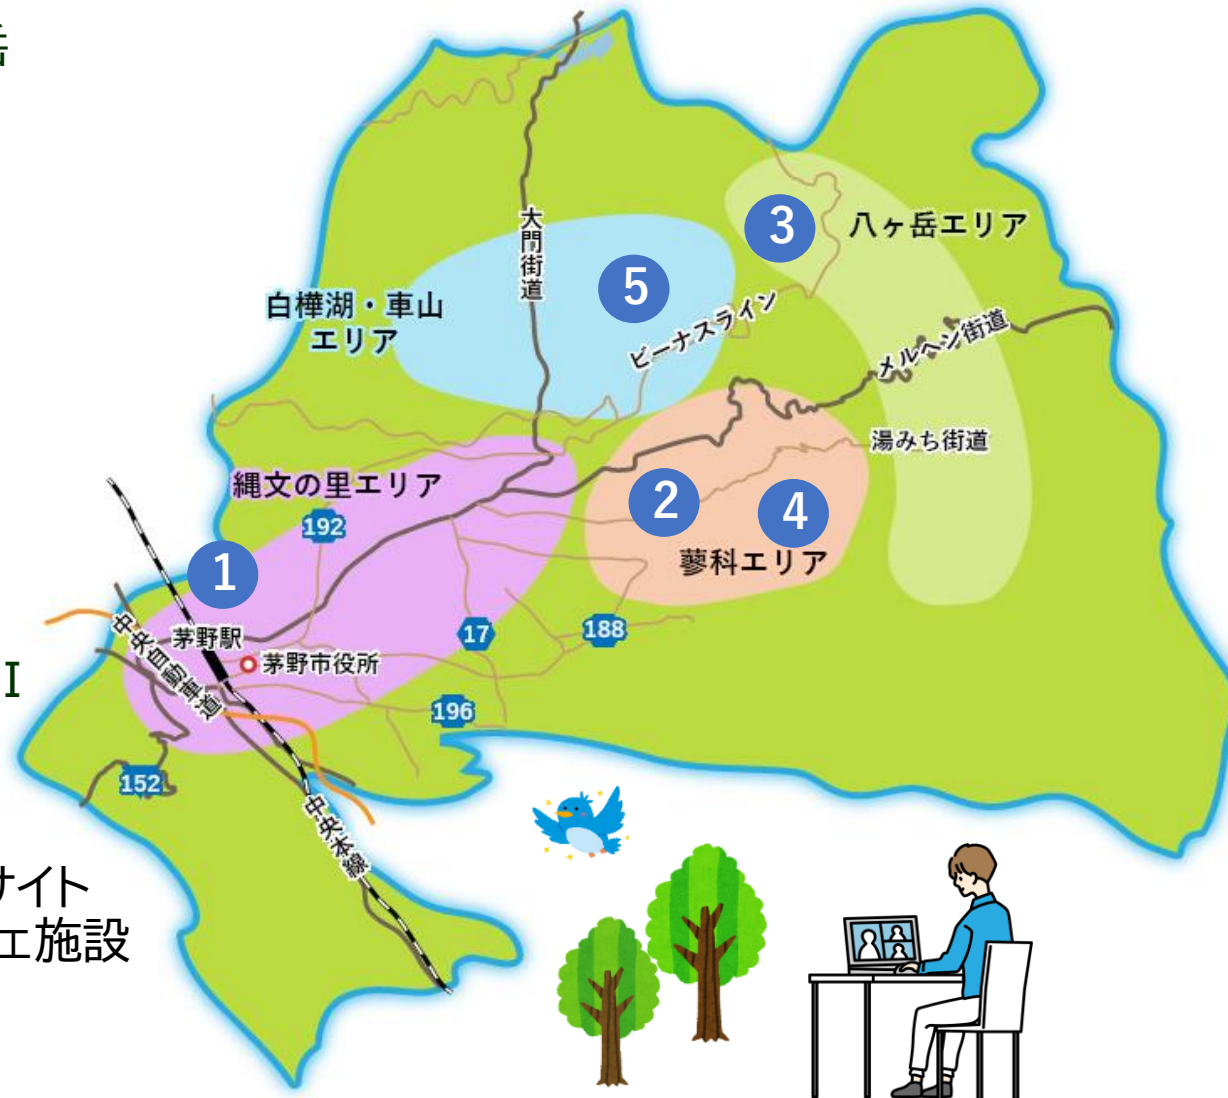 岳
大門街道
3
八ヶ岳エリア
5
白樺湖・車山
エリア
ビーナスライン
メルヘン街道
湯みち街道
縄文の里エリア
192
2
4
蓼科エリア
1
17
188
茅野駅
中央自動車道
茅野市役所
I
196
152
中央本線
サイト
ェ施設